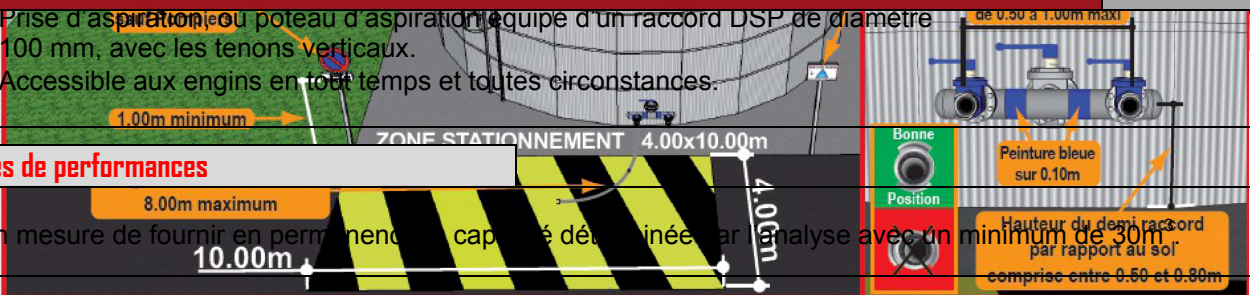 sauf Pompiers
Prise d'aspiration, ou poteau d'aspiration équipé d'un raccord DSP de diamètre
100 mm, avec les tenons verticaux.
Accessible aux engins en tout temps et toutes circonstances.
de 0.50 à 1.00m maxi
1.00m minimum
ZONE STATIONNEMENT 4.00x10.00m
Bonne
Position
Peinture bleue
sur 0.10m
es de performances
8.00m maximum
4.00m
10.00m
n mesure de fournir en permanence capacité déterminée par l'analyse avec un minimum de 30m³.
Hauteur du demi raccord
par rapport au sol
comprise entre 0.50 et 0.80m